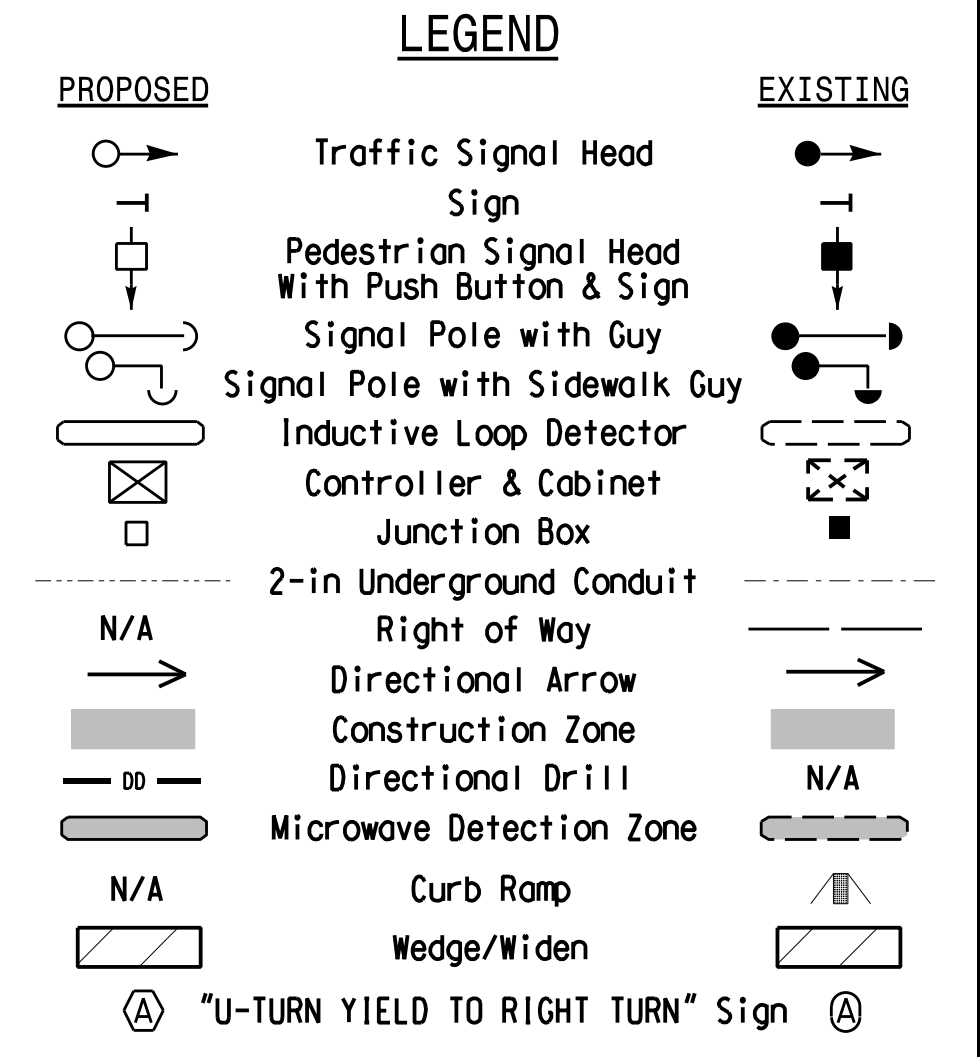 LEGEND
PROPOSED EXISTING
Traffic Signal Head
Sign
Pedestrian Signal Head
With Push Button & Sign
Signal Pole with Guy
Signal Pole with Sidewalk Guy
Inductive Loop Detector
Controller & Cabinet
Junction Box
2-in Underground Conduit
N/A Right of Way
Directional Arrow
Construction Zone
DD Directional Drill N/A
Microwave Detection Zone
N/A Curb Ramp
Wedge/Widen
A "U-TURN YIELD TO RIGHT TURN" Sign A